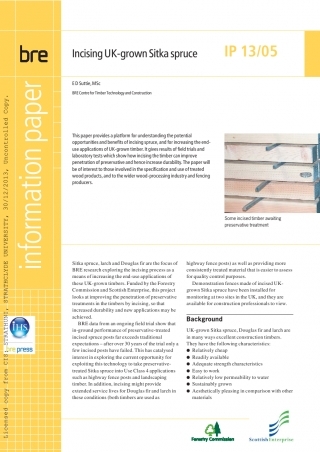 bre
Incising UK-grown Sitka spruce
IP 13/05
E D Suttie, MSc
BRE Centre for Timber Technology and Construction
information paper
Licensed copy from CIS: STRATHUNO, STRATHCLYDE UNIVERSITY, 30/12/2013, Uncontrolled Copy.
This paper provides a platform for understanding the potential
opportunities and benefits of incising spruce, and for increasing the end-
use applications of UK-grown timber. It gives results of field trials and
laboratory tests which show how incising the timber can improve
penetration of preservative and hence increase durability. The paper will
be of interest to those involved in the specification and use of treated
wood products, and to the wider wood-processing industry and fencing
producers.
Some incised timber awaiting
preservative treatment
Sitka spruce, larch and Douglas fir are the focus of
BRE research exploring the incising process as a
means of increasing the end-use applications of
these UK-grown timbers. Funded by the Forestry
Commission and Scottish Enterprise, this project
looks at improving the penetration of preservative
treatments in the timbers by incising, so that
increased durability and new applications may be
achieved.
BRE data from an ongoing field trial show that
in-ground performance of preservative-treated
incised spruce posts far exceeds traditional
expectations – after over 30 years of the trial only a
few incised posts have failed. This has catalysed
interest in exploring the current opportunity for
exploiting this technology to take preservative-
treated Sitka spruce into Use Class 4 applications
such as highway fence posts and landscaping
timber. In addition, incising might provide
extended service lives for Douglas fir and larch in
these conditions (both timbers are used as
highway fence posts) as well as providing more
consistently treated material that is easier to assess
for quality control purposes.
Demonstration fences made of incised UK-
grown Sitka spruce have been installed for
monitoring at two sites in the UK, and they are
available for construction professionals to view.
Background
UK-grown Sitka spruce, Douglas fir and larch are
in many ways excellent construction timbers.
They have the following characteristics:
● Relatively cheap
● Readily available
● Adequate strength characteristics
● Easy to work
● Relatively low permeability to water
● Sustainably grown
● Aesthetically pleasing in comparison with other
materials
IHS
press
Forestry Commission
Scottish Enterprise